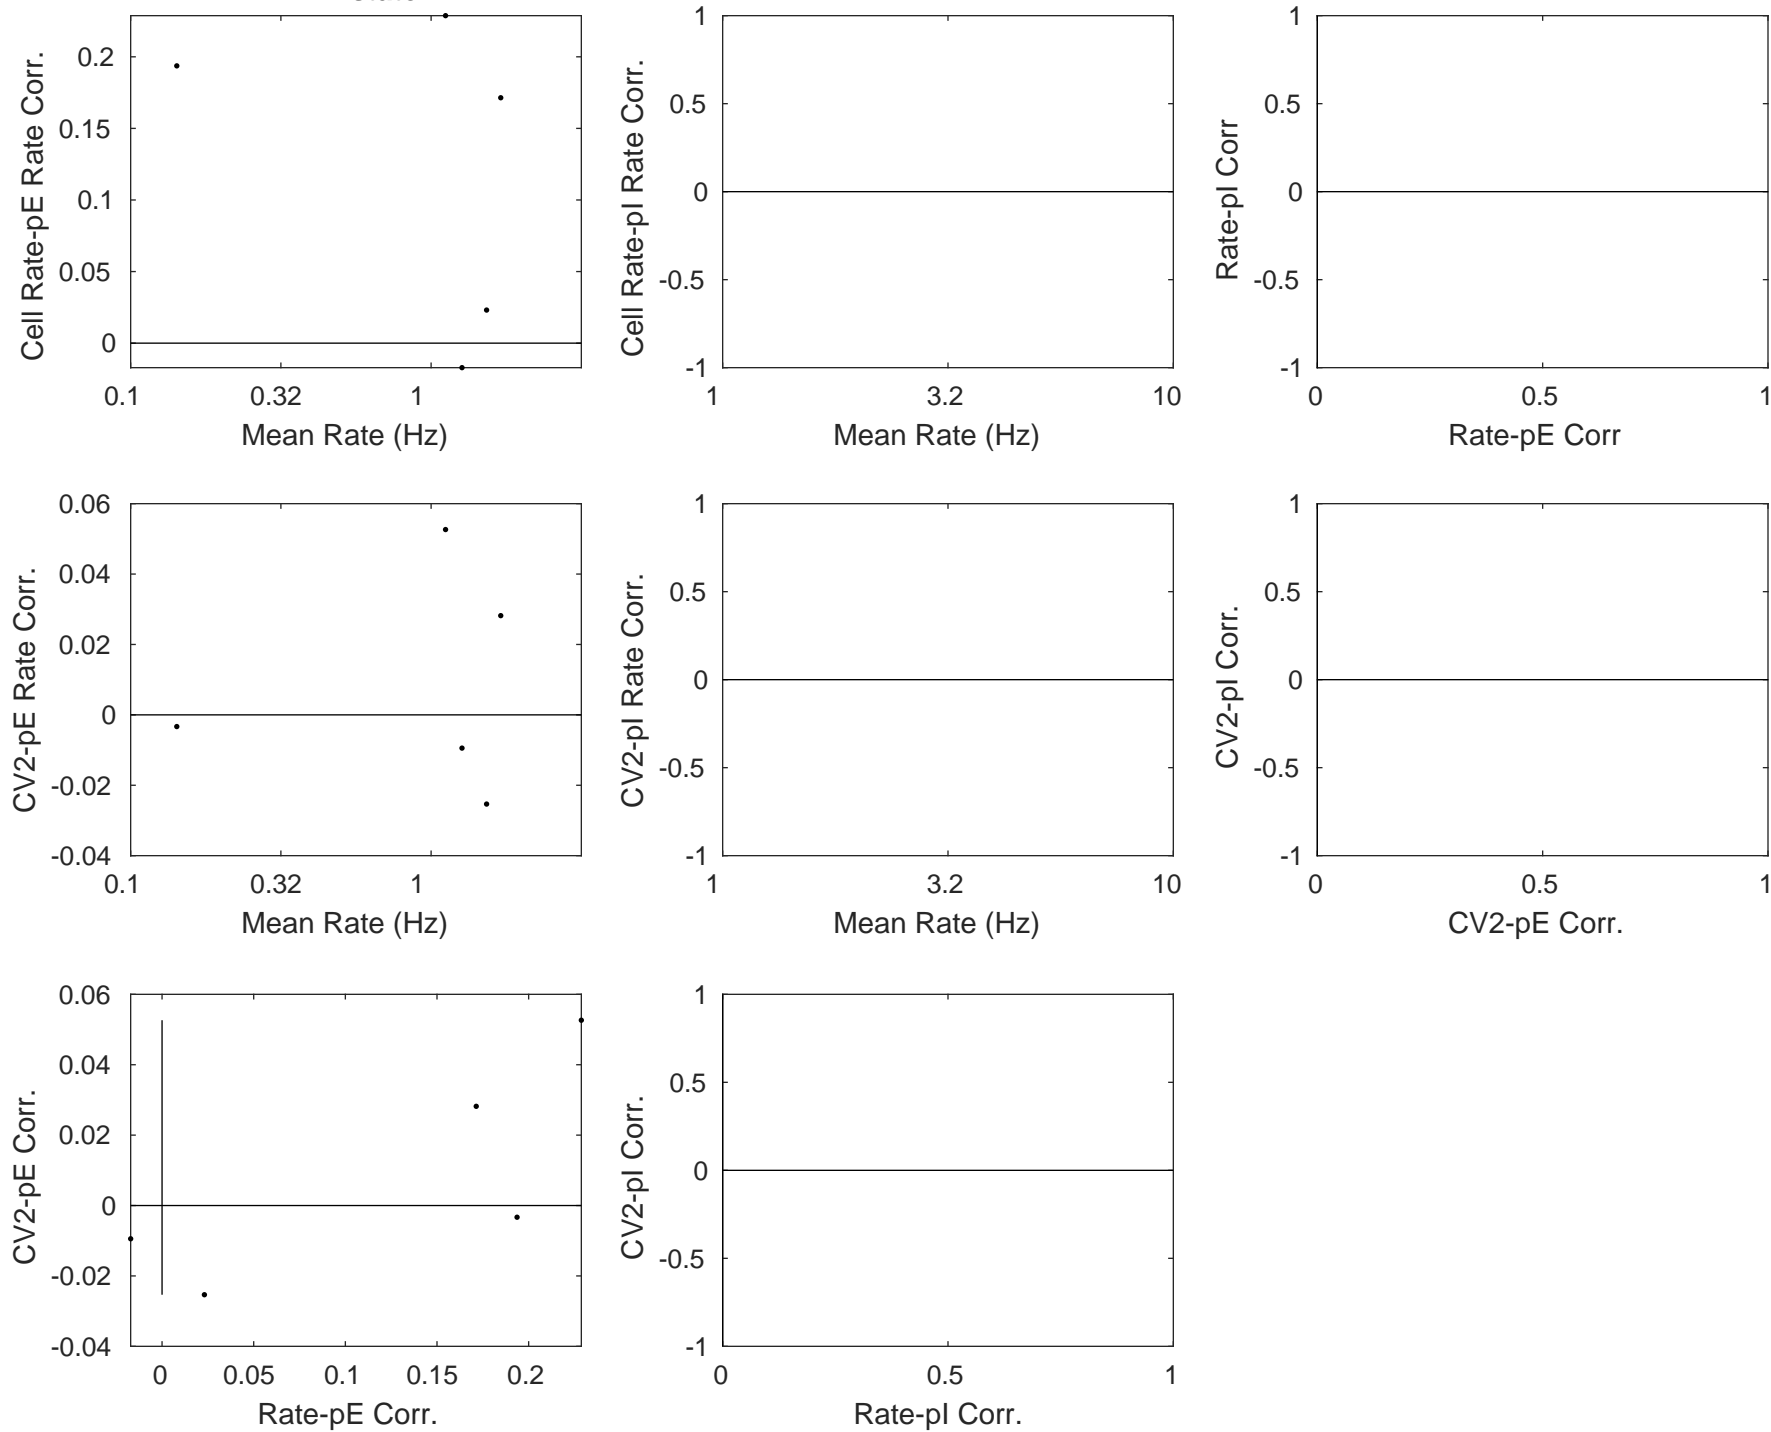 0.2
0.15
0.1
0.05
0
Cell Rate-pE Rate Corr.
0.1 0.32 1
Mean Rate (Hz)
1
0.5
0
-0.5
-1
Cell Rate-pI Rate Corr.
1 3.2 10
Mean Rate (Hz)
1
0.5
0
-0.5
-1
Rate-pI Corr
0 0.5 1
Rate-pE Corr
0.06
0.04
0.02
0
-0.02
-0.04
CV2-pE Rate Corr.
0.1 0.32 1
Mean Rate (Hz)
1
0.5
0
-0.5
-1
CV2-pI Rate Corr.
1 3.2 10
Mean Rate (Hz)
1
0.5
0
-0.5
-1
CV2-pI Corr.
0 0.5 1
CV2-pE Corr.
0.06
0.04
0.02
0
-0.02
-0.04
CV2-pE Corr.
0 0.05 0.1 0.15 0.2
Rate-pE Corr.
1
0.5
0
-0.5
-1
CV2-pI Corr.
0 0.5 1
Rate-pI Corr.